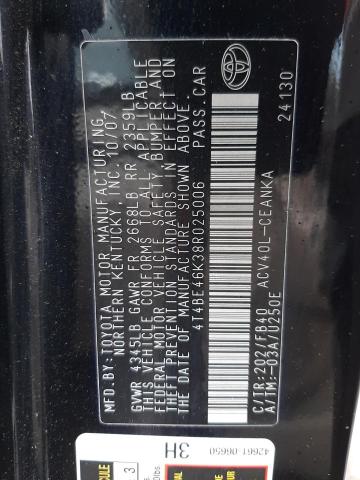 MFD.BY:TOYOTA MOTOR MANUFACTURING,
NORTHERN KENTUCKY, INC. 10/07
GVWR 4345LB GAWR FR 2668LB RR 2359LB
THIS VEHICLE CONFORMS TO ALL APPLICABLE
FEDERAL MOTOR VEHICLE SAFETY, BUMPER, AND
THEFT PREVENTION STANDARDS IN EFFECT ON
THE DATE OF MANUFACTURE SHOWN ABOVE.
4T4BE46K38R025006 PASS.CAR
C/TR:202/FB40 ACV40L-CEANKA
A/TM:-03A/U250E 24130
42661-06650
3H